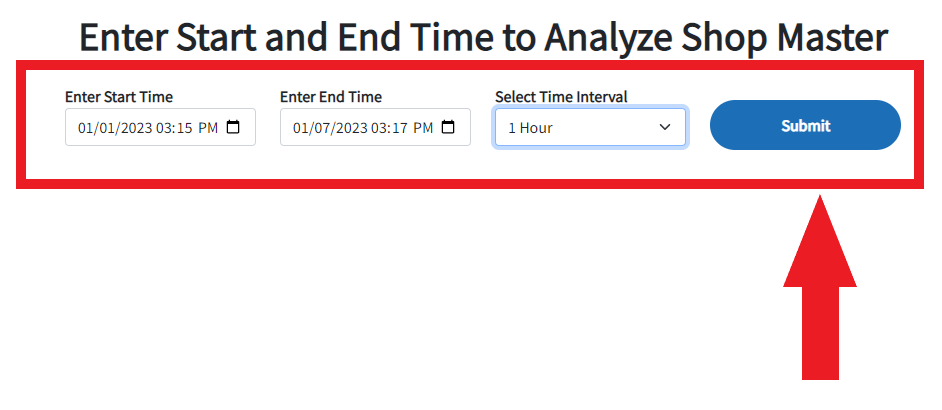 Enter Start and End Time to Analyze Shop Master
Enter Start Time Enter End Time Select Time Interval
01/01/2023 03:15 PM 01/07/2023 03:17 PM 1 Hour Submit